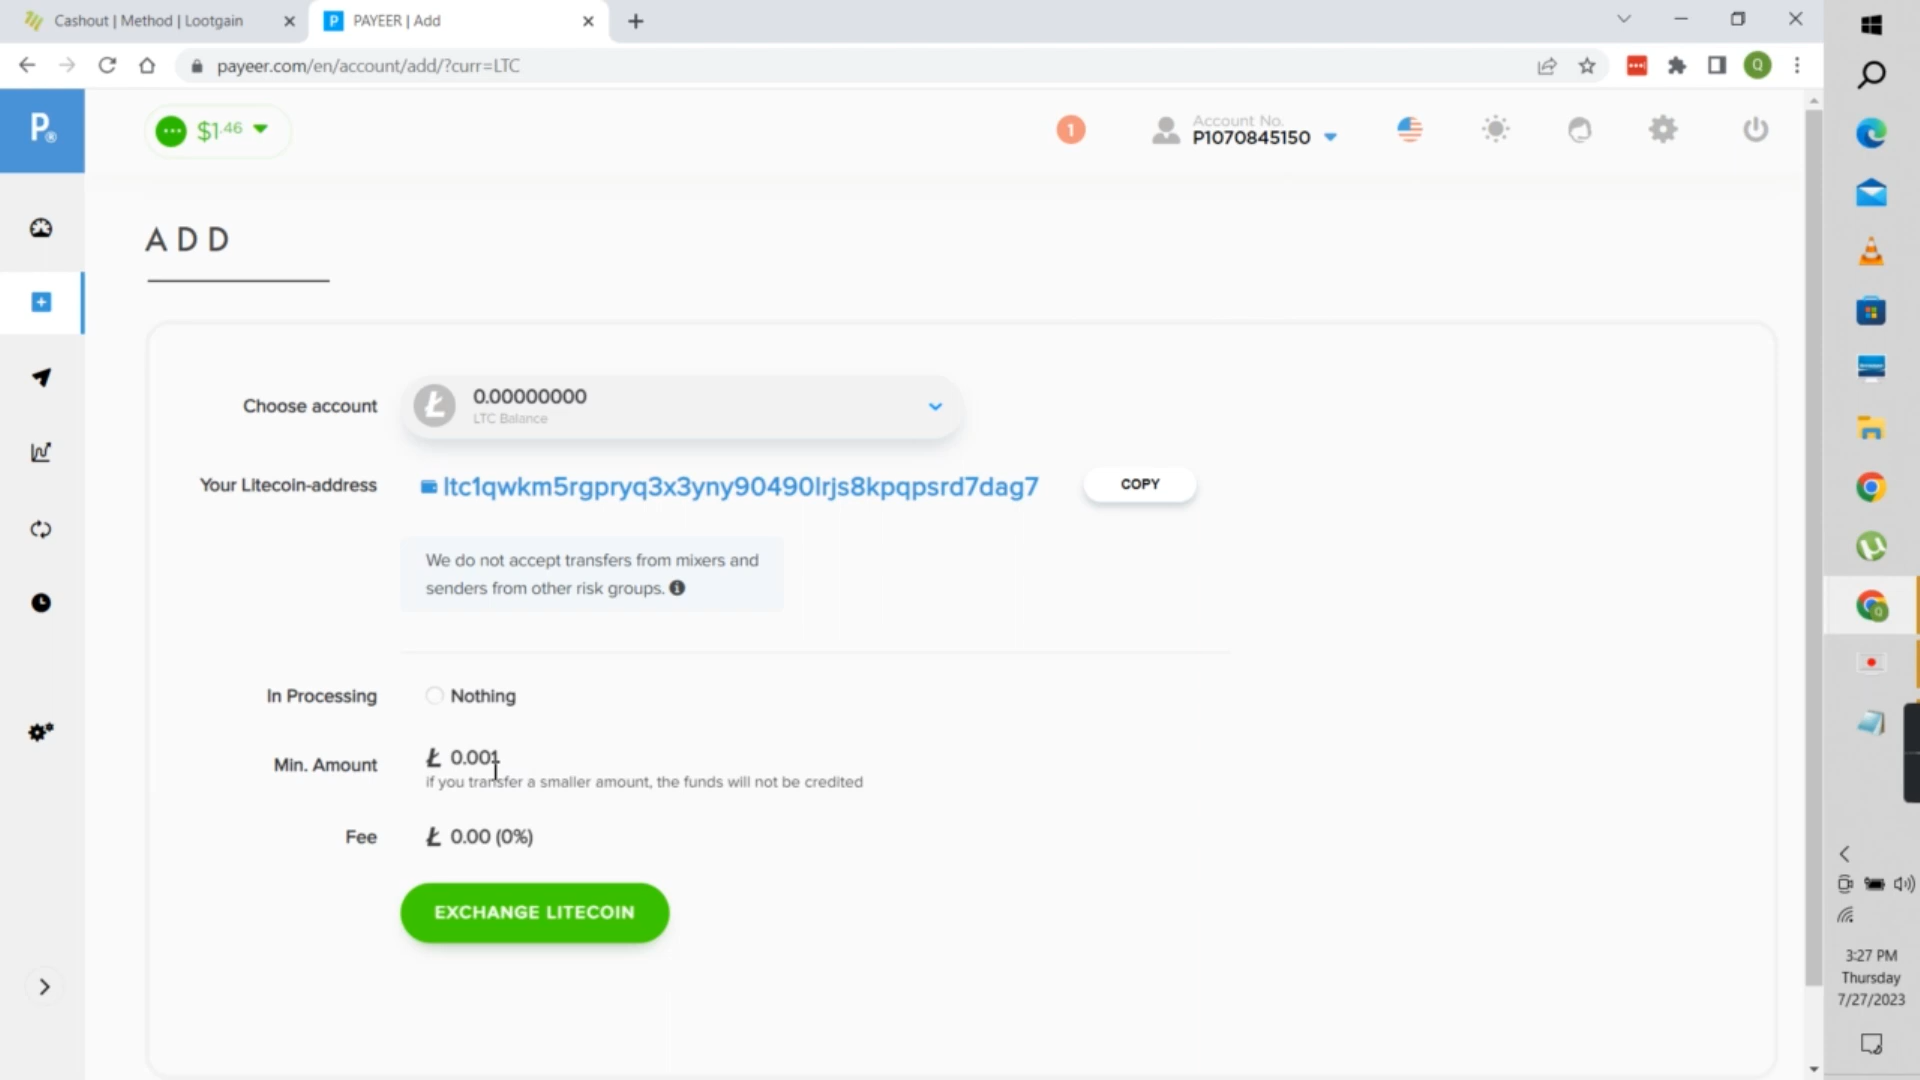 Cashout | Method | Lootgain
PAYEER | Add
payeer.com/en/account/add/?curr=LTC
Q
P®
$1.46
1
Account No.
P1070845150
ADD
Choose account
0.00000000
LTC Balance
Your Litecoin-address
ltc1qwkm5rgpryq3x3yny90490lrjs8kpqpsrd7dag7
COPY
We do not accept transfers from mixers and
senders from other risk groups.
In Processing
Nothing
Min. Amount
Ł 0.001
if you transfer a smaller amount, the funds will not be credited
Fee
Ł 0.00 (0%)
EXCHANGE LITECOIN
3:27 PM
Thursday
7/27/2023